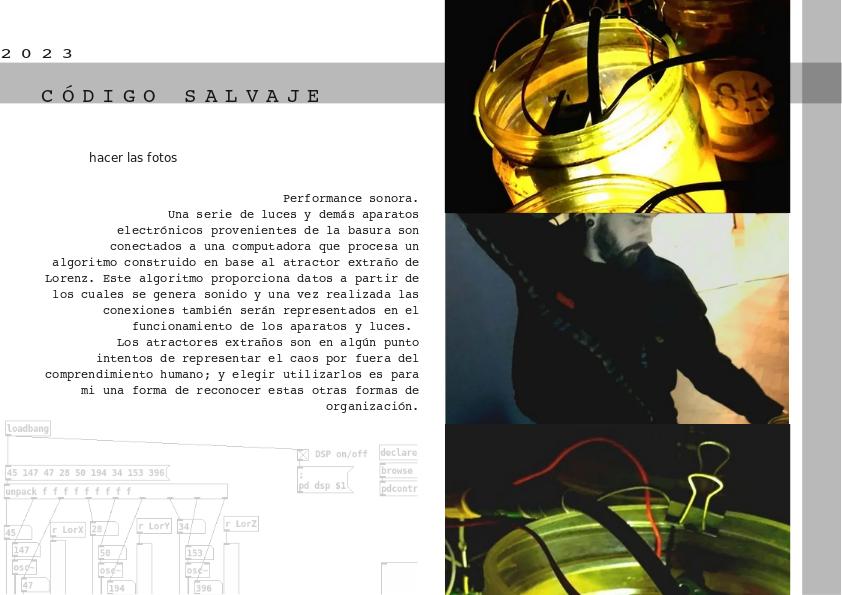 2023
CÓDIGO SALVAJE
hacer las fotos
Performance sonora.
Una serie de luces y demás aparatos
electrónicos provenientes de la basura son
conectados a una computadora que procesa un
algoritmo construido en base al atractor extraño de
Lorenz. Este algoritmo proporciona datos a partir de
los cuales se genera sonido y una vez realizada las
conexiones también serán representados en el
funcionamiento de los aparatos y luces.
Los atractores extraños son en algún punto
intentos de representar el caos por fuera del
comprendimiento humano; y elegir utilizarlos es para
mi una forma de reconocer estas otras formas de
organización.
loadbang
DSP on/off
declare
45 147 47 28 50 194 34 153 396
;
pd dsp $1
browse
pdcontr
unpack f f f f f f f f f
45
r LorX
28
r LorY
34
r LorZ
147
50
153
osc~
osc~
osc~
47
194
396